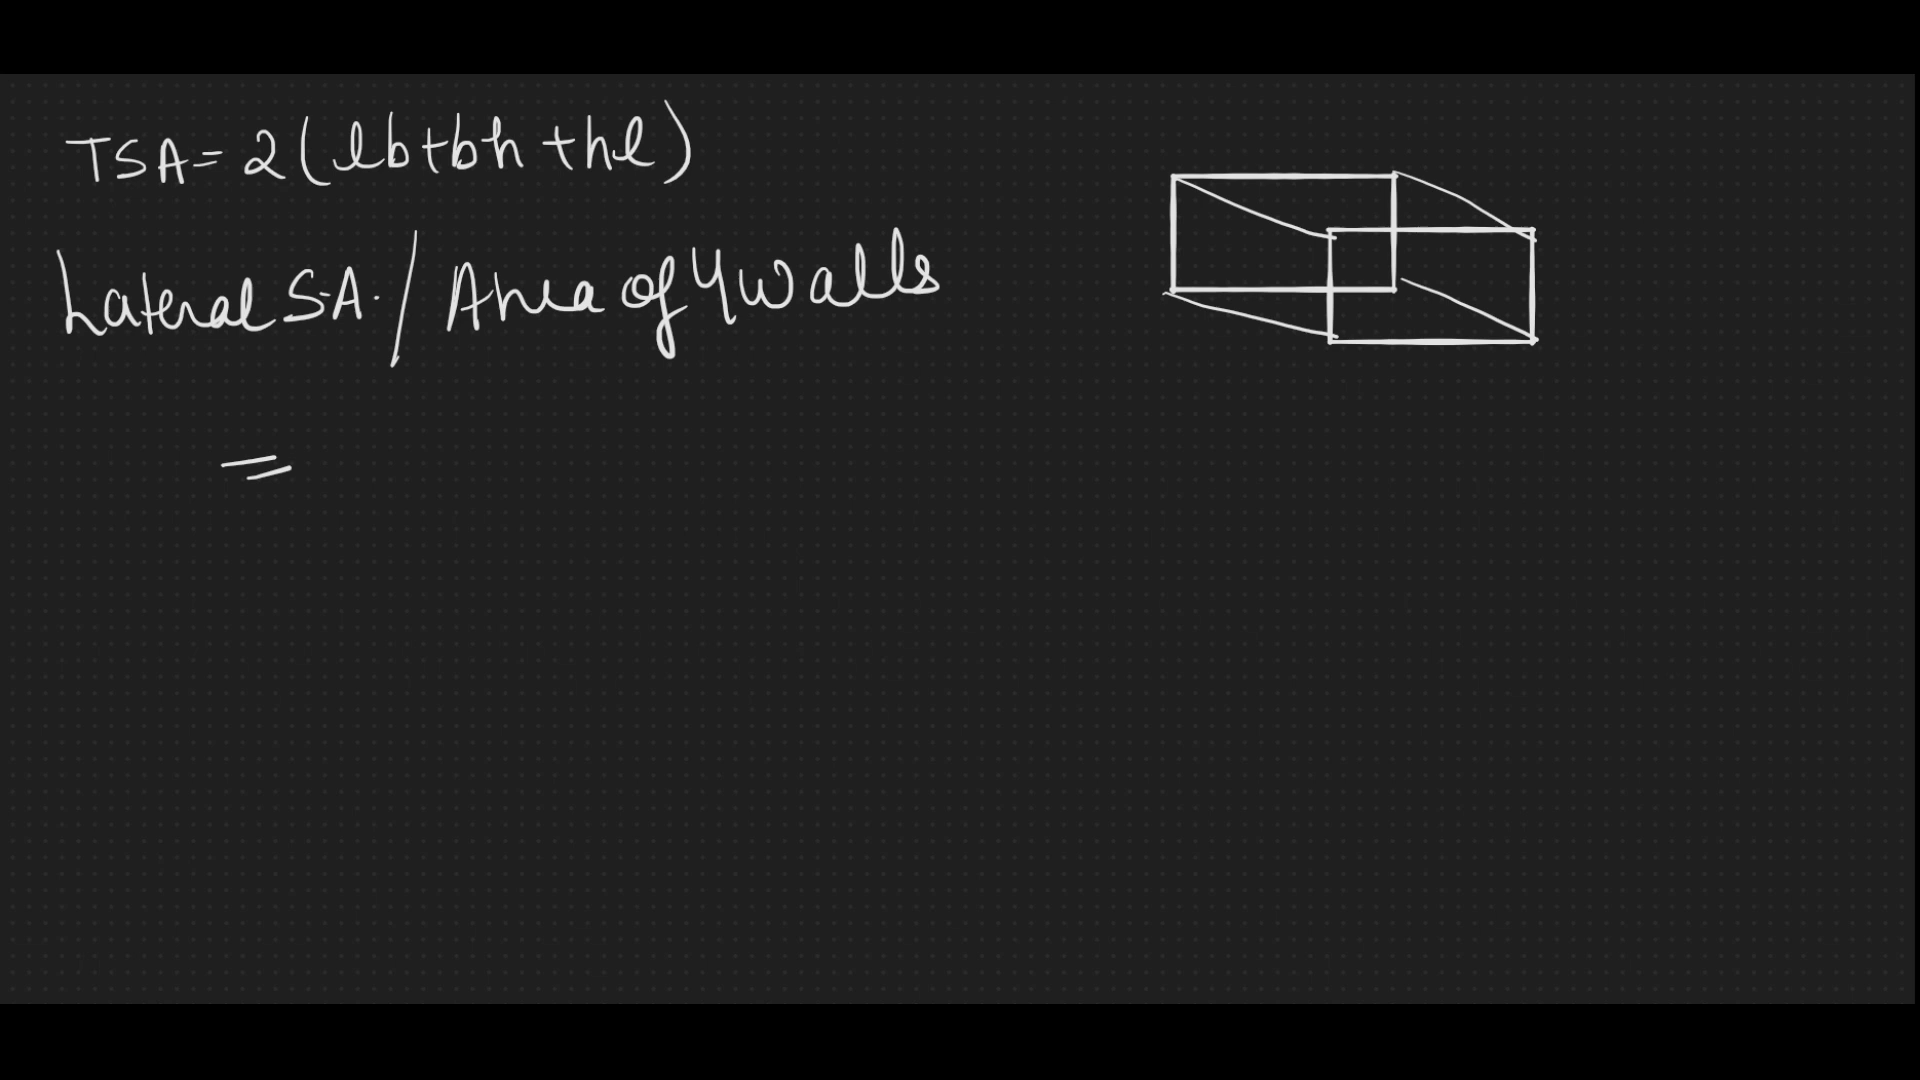 TSA = 2(lb+bh+hl)
Lateral S.A. / Area of 4 walls
=